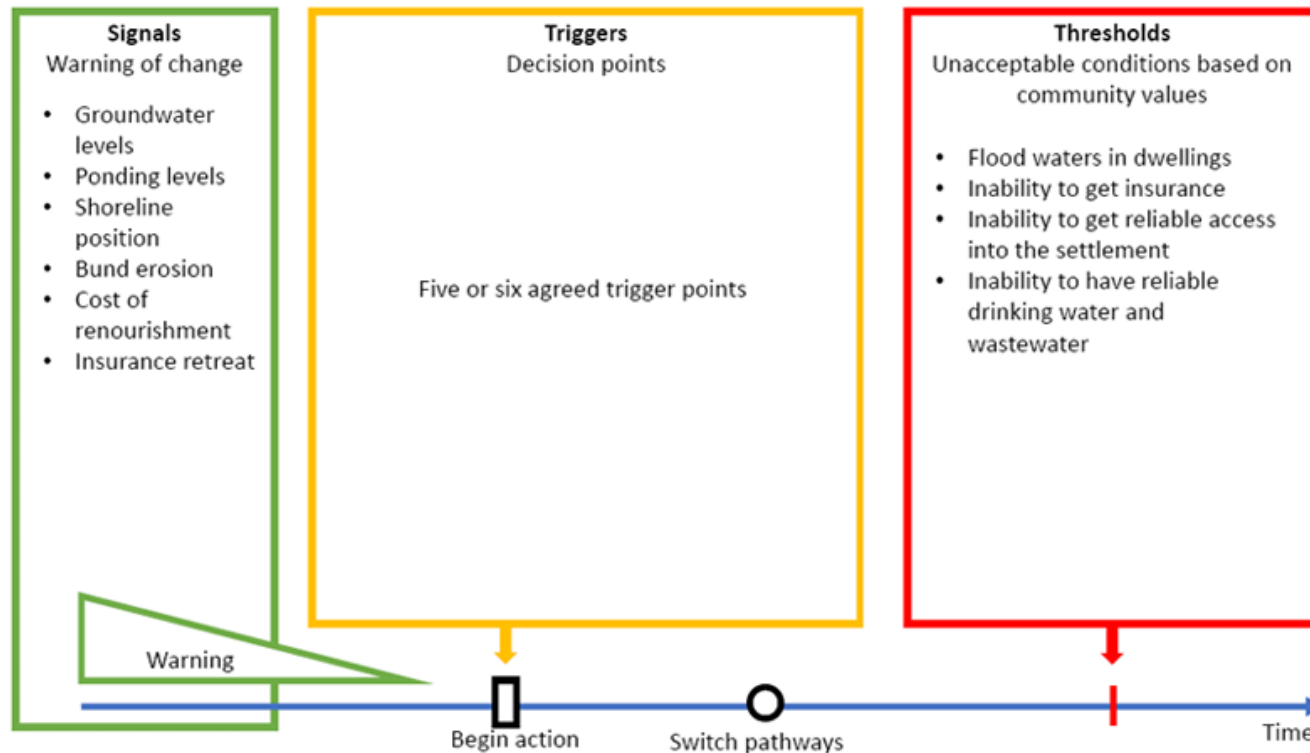 Signals
Warning of change
• Groundwater
levels
• Ponding levels
• Shoreline
position
• Bund erosion
• Cost of
renourishment
• Insurance retreat
Triggers
Decision points
Five or six agreed trigger points
Thresholds
Unacceptable conditions based on
community values
• Flood waters in dwellings
• Inability to get insurance
• Inability to get reliable access
into the settlement
• Inability to have reliable
drinking water and
wastewater
Warning
Begin action
Switch pathways
Time